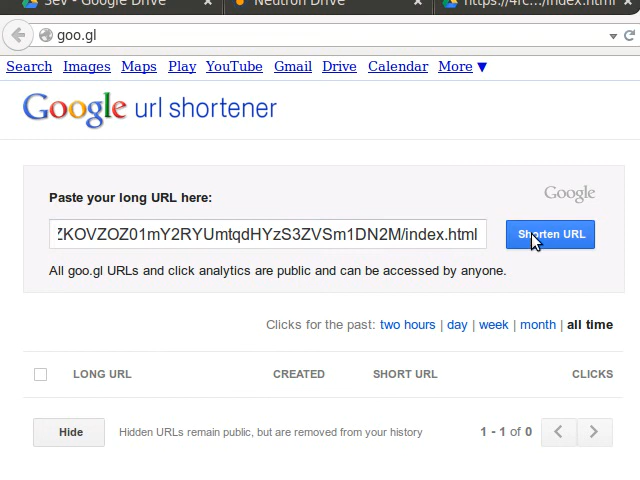 Sev - Google Drive
Neutron Drive
https://4fc.../index.html
goo.gl
Search Images Maps Play YouTube Gmail Drive Calendar More ▼
Google url shortener
Google
Paste your long URL here:
ZKOVZOZ01mY2RYUmtqdHYzS3ZVSm1DN2M/index.html
Shorten URL
All goo.gl URLs and click analytics are public and can be accessed by anyone.
Clicks for the past: two hours | day | week | month | all time
LONG URL CREATED SHORT URL CLICKS
Hide Hidden URLs remain public, but are removed from your history 1 - 1 of 0